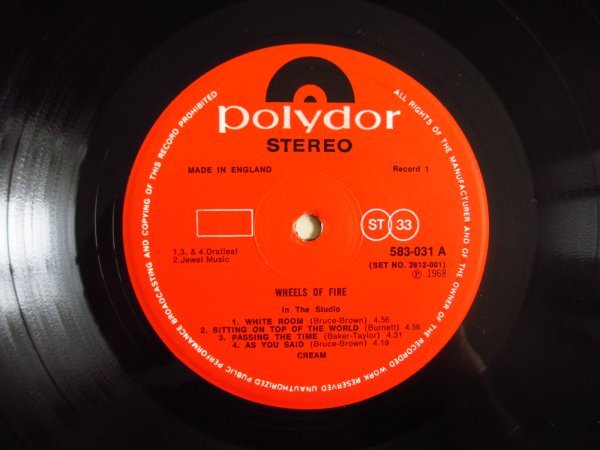 polydor
STEREO
MADE IN ENGLAND
Record 1
ST 33
1,3. & 4.Dratleaf
2.Jewel Music
583-031 A
(SET NO. 2612-001)
Ⓟ 1968
WHEELS OF FIRE
In The Studio
1. WHITE ROOM (Bruce-Brown) 4.56
2. SITTING ON TOP OF THE WORLD (Burnett) 4.56
3. PASSING THE TIME (Baker-Taylor) 4.31
4. AS YOU SAID (Bruce-Brown) 4.19
CREAM
ALL RIGHTS OF THE MANUFACTURER AND OF THE OWNER OF THE RECORDED WORK RESERVED UNAUTHORIZED PUBLIC PERFORMANCE BROADCASTING AND COPYING OF THIS RECORD PROHIBITED